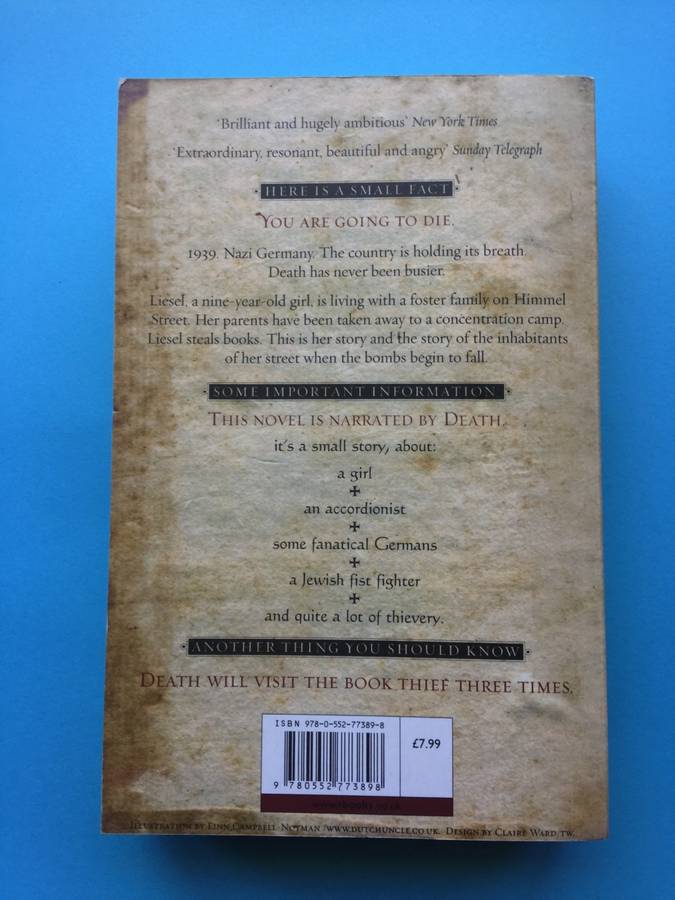 ‘Brilliant and hugely ambitious’ New York Times
‘Extraordinary, resonant, beautiful and angry’ Sunday Telegraph
HERE IS A SMALL FACT
YOU ARE GOING TO DIE.
1939. Nazi Germany. The country is holding its breath.
Death has never been busier.
Liesel, a nine-year-old girl, is living with a foster family on Himmel
Street. Her parents have been taken away to a concentration camp.
Liesel steals books. This is her story and the story of the inhabitants
of her street when the bombs begin to fall.
SOME IMPORTANT INFORMATION
THIS NOVEL IS NARRATED BY DEATH.
it's a small story, about:
a girl
an accordionist
some fanatical Germans
a Jewish fist fighter
and quite a lot of thievery.
ANOTHER THING YOU SHOULD KNOW
DEATH WILL VISIT THE BOOK THIEF THREE TIMES.
ISBN 978-0-552-77389-8
£7.99
9 780552 773898
www.rbooks.co.uk
ILLUSTRATION BY FINN CAMPBELL-NOTMAN /WWW.DUTCHUNCLE.CO.UK. DESIGN BY CLAIRE WARD/TW.